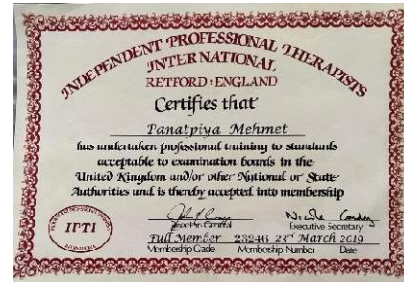 INDEPENDENT PROFESSIONAL THERAPISTS
INTERNATIONAL
RETFORD · ENGLAND
Certifies that
Panatpiya Mehmet
has undertaken professional training to standards
acceptable to examination boards in the
United Kingdom and/or other National or State
Authorities and is thereby accepted into membership
Executive Secretary
Full Member March 2019
Membership Grade Membership Number Date
IPTI